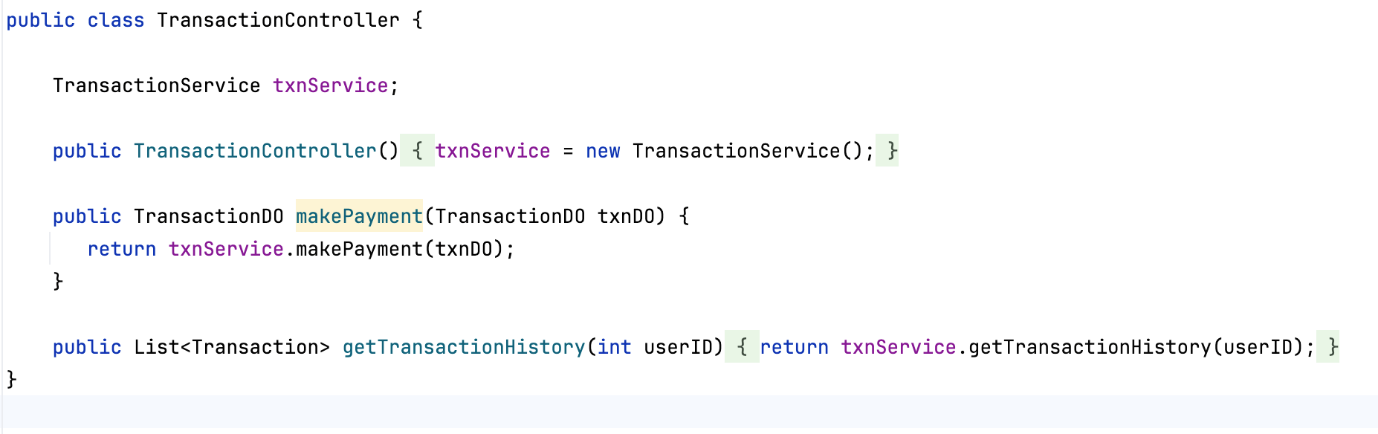 public class TransactionController {
TransactionService txnService;
public TransactionController() { txnService = new TransactionService(); }
public TransactionDO makePayment(TransactionDO txnDO) {
return txnService.makePayment(txnDO);
}
public List<Transaction> getTransactionHistory(int userID) { return txnService.getTransactionHistory(userID); }
}